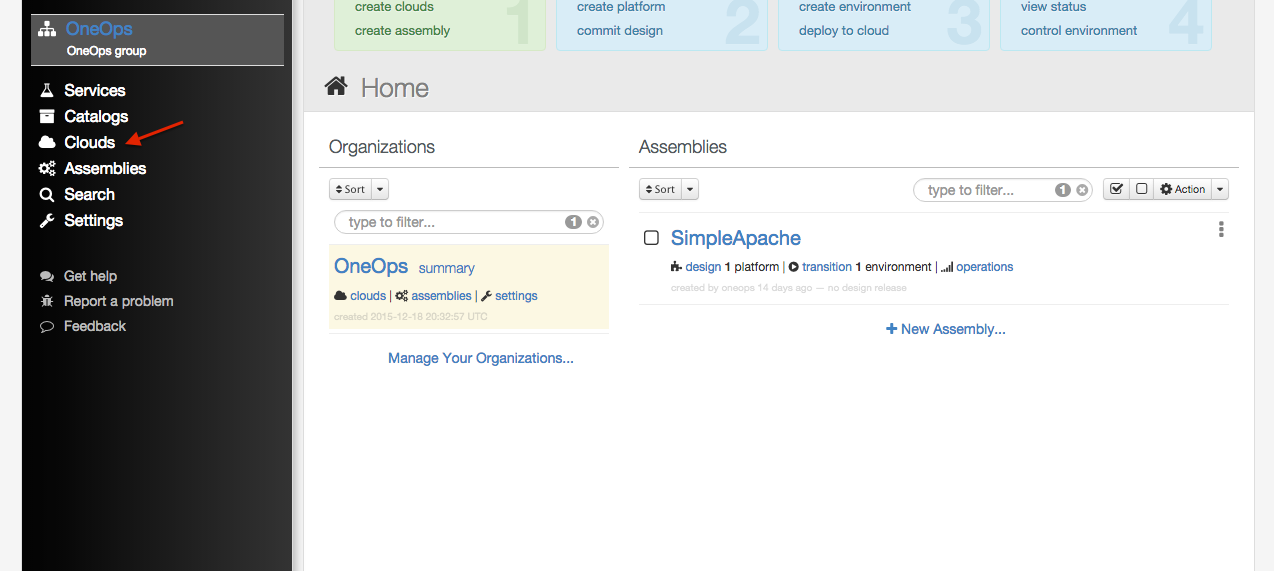 OneOps
OneOps group
Services
Catalogs
Clouds
Assemblies
Search
Settings
Get help
Report a problem
Feedback
create clouds
create assembly
1
create platform
commit design
2
create environment
deploy to cloud
3
view status
control environment
4
Home
Organizations
Sort
type to filter... 1
OneOps summary
clouds | assemblies | settings
created 2015-12-18 20:32:57 UTC
Manage Your Organizations...
Assemblies
Sort
type to filter... 1
Action
SimpleApache
design 1 platform | transition 1 environment | operations
created by oneops 14 days ago — no design release
New Assembly...